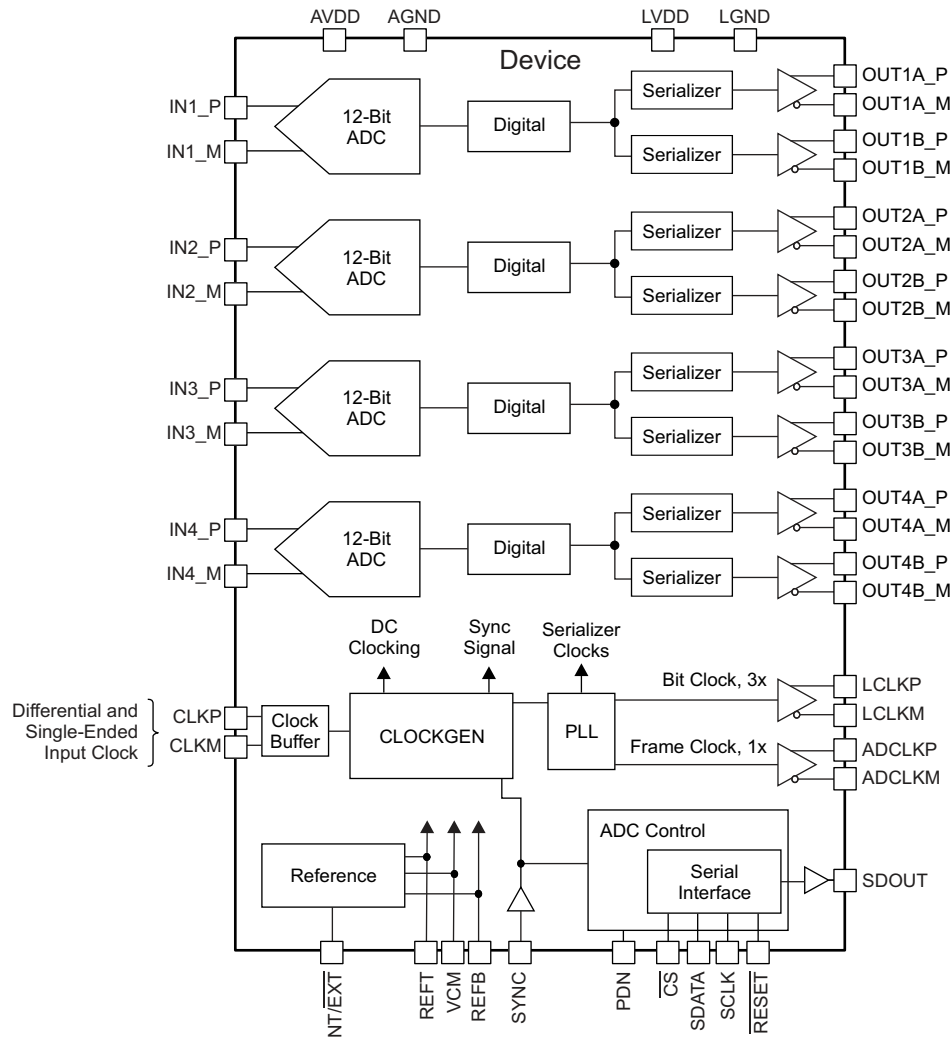 AVDD
AGND
LVDD
LGND
Device
IN1_P
IN1_M
12-Bit
ADC
Digital
Serializer
Serializer
OUT1A_P
OUT1A_M
OUT1B_P
OUT1B_M
IN2_P
IN2_M
12-Bit
ADC
Digital
Serializer
Serializer
OUT2A_P
OUT2A_M
OUT2B_P
OUT2B_M
IN3_P
IN3_M
12-Bit
ADC
Digital
Serializer
Serializer
OUT3A_P
OUT3A_M
OUT3B_P
OUT3B_M
IN4_P
IN4_M
12-Bit
ADC
Digital
Serializer
Serializer
OUT4A_P
OUT4A_M
OUT4B_P
OUT4B_M
DC
Clocking
Sync
Signal
Serializer
Clocks
Differential and
Single-Ended
Input Clock
CLKP
CLKM
Clock
Buffer
CLOCKGEN
PLL
Bit Clock, 3x
Frame Clock, 1x
LCLKP
LCLKM
ADCLKP
ADCLKM
Reference
ADC Control
Serial
Interface
SDOUT
NT/EXT
REFT
VCM
REFB
SYNC
PDN
CS
SDATA
SCLK
RESET